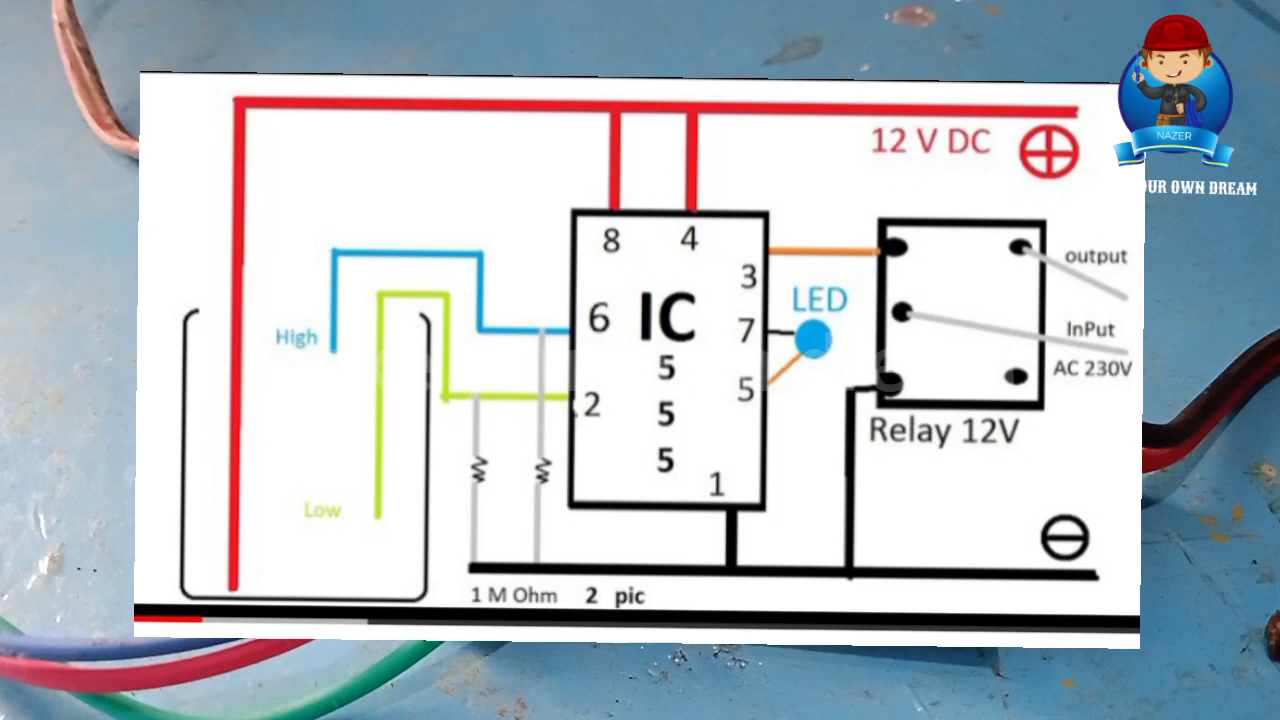 NAZER
OUR OWN DREAM
12 V DC
8
4
3
output
LED
InPut
6
IC
7
High
5
AC 230V
5
2
5
Relay 12V
5
1
Low
1 M Ohm 2 pic